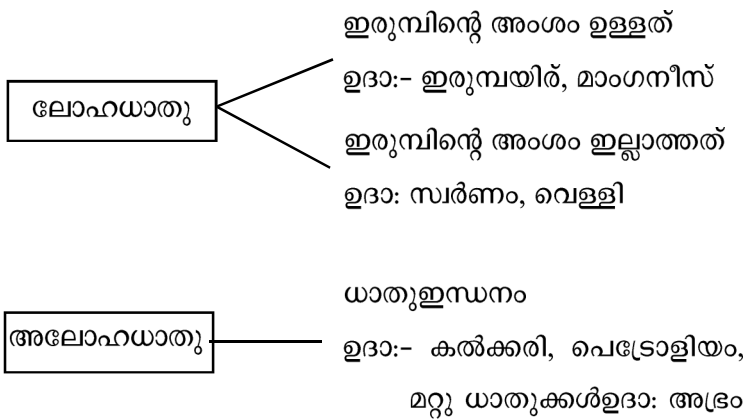 ഇരുമ്പിന്റെ അംശം ഉള്ളത്
ഉദാ:- ഇരുമ്പയിര്, മാംഗനീസ്
ലോഹധാതു
ഇരുമ്പിന്റെ അംശം ഇല്ലാത്തത്
ഉദാ: സ്വർണം, വെള്ളി
ധാതുഇന്ധനം
അലോഹധാതു
ഉദാ:- കൽക്കരി, പെട്രോളിയം,
മറ്റു ധാതുക്കൾഉദാ: അഭ്രം